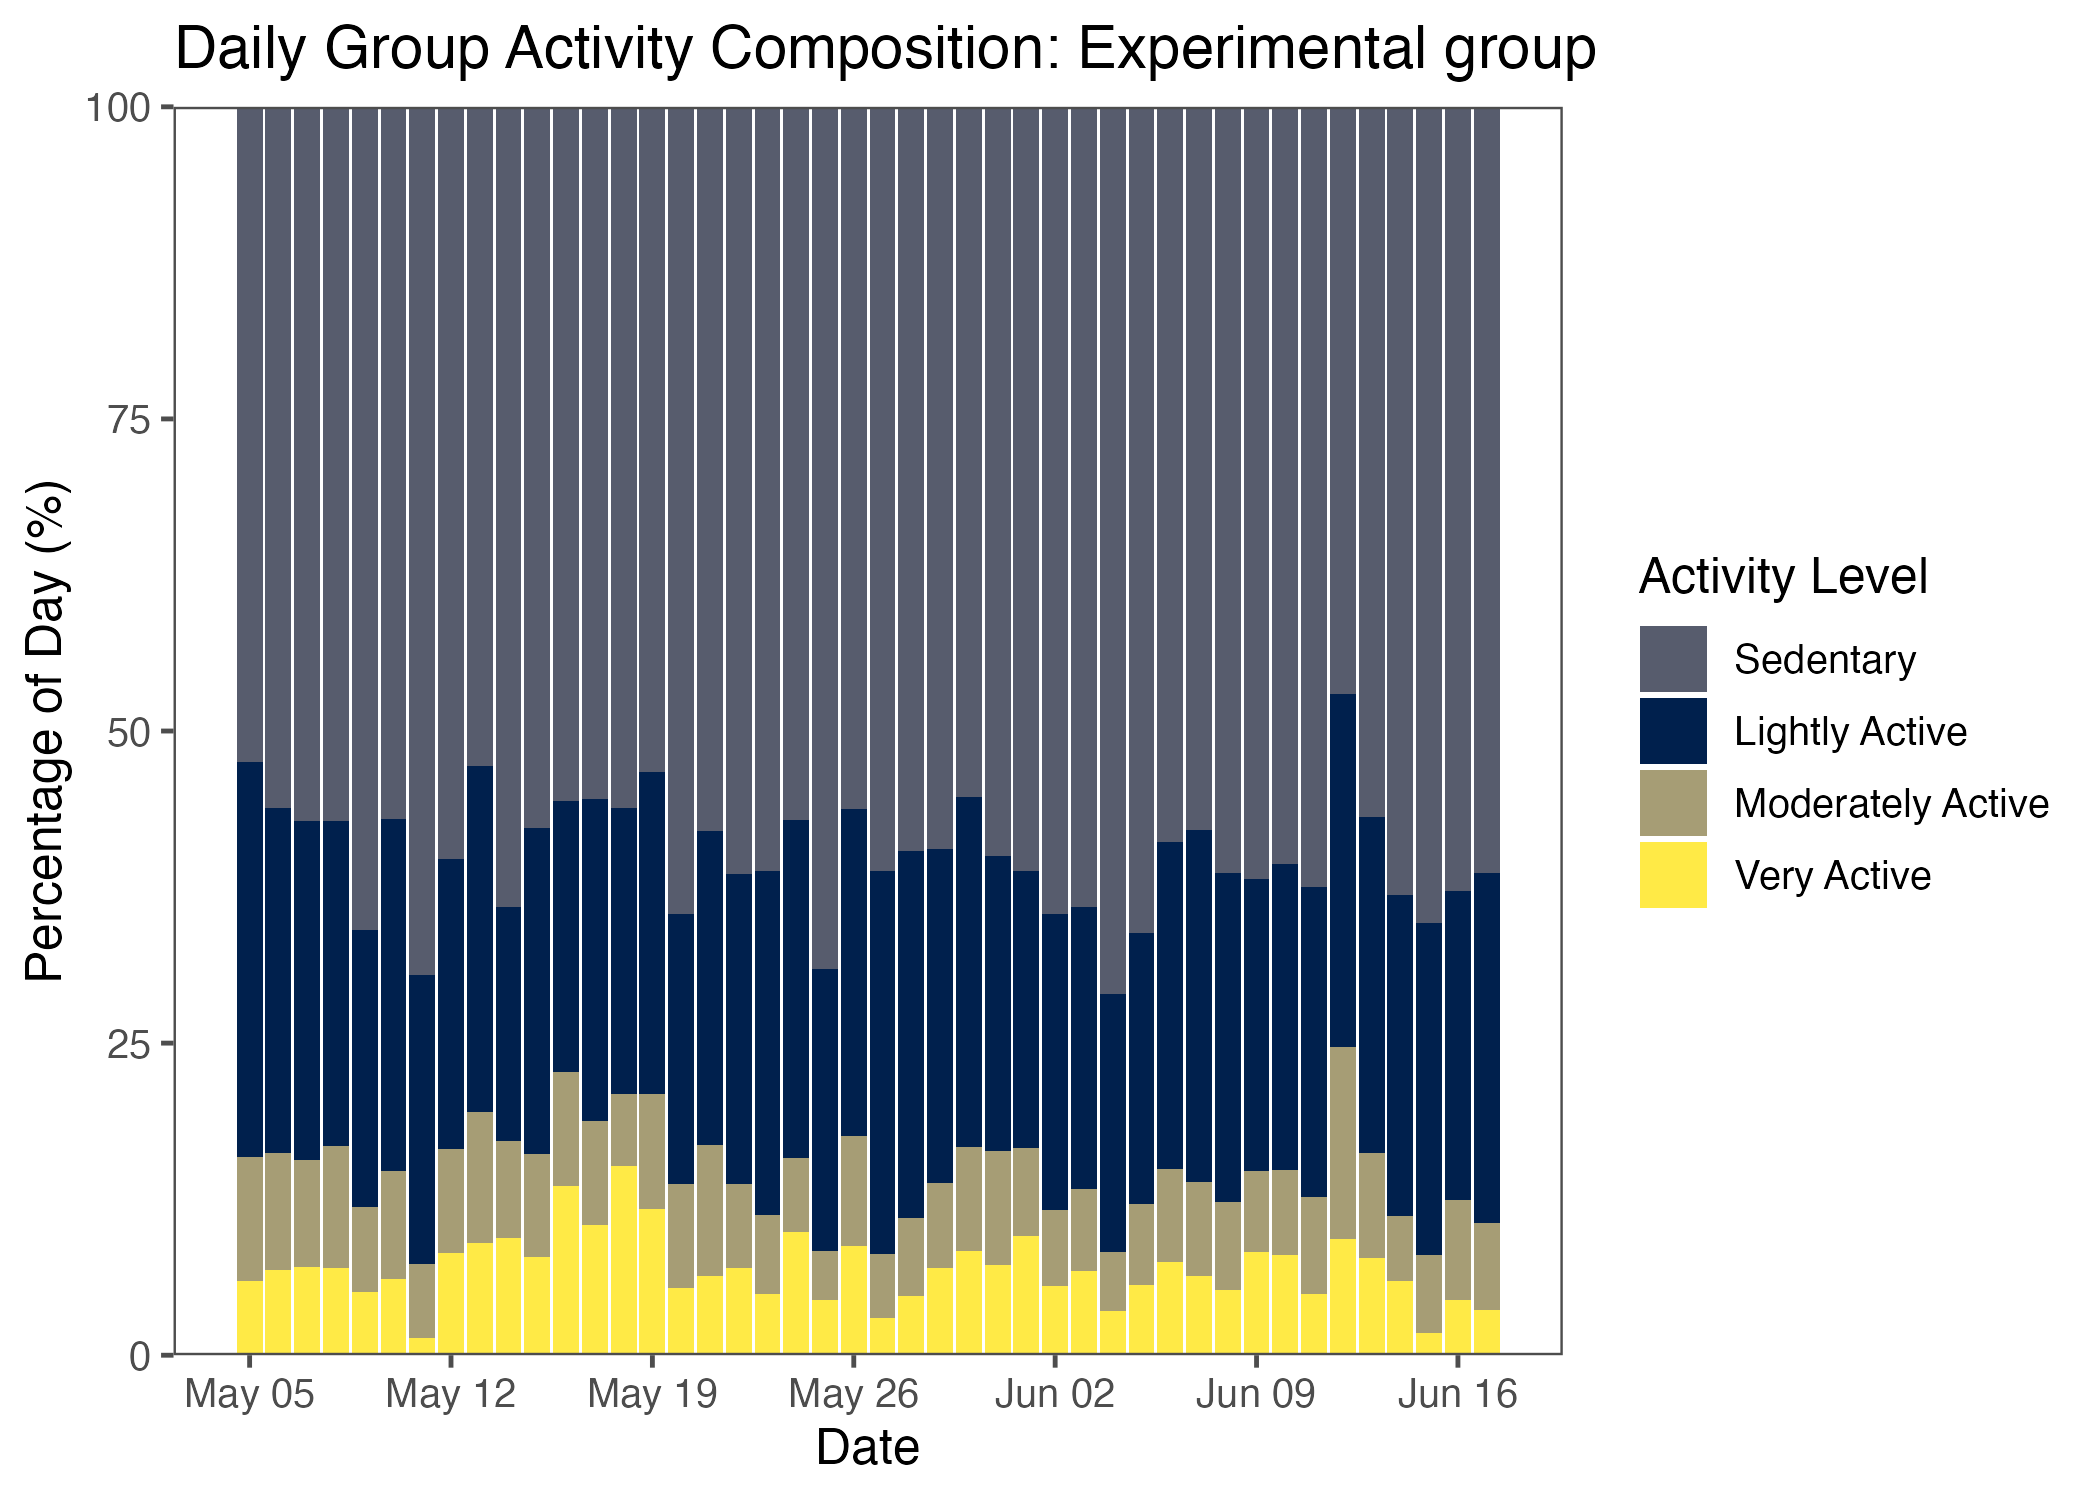 Daily Group Activity Composition: Experimental group
100
75
50
25
0
Percentage of Day (%)
May 05
May 12
May 19
May 26
Jun 02
Jun 09
Jun 16
Date
Activity Level
Sedentary
Lightly Active
Moderately Active
Very Active